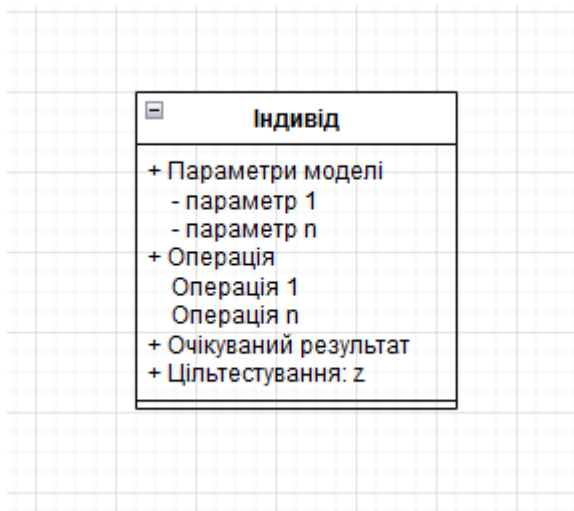 Індивід
+ Параметри моделі
- параметр 1
- параметр n
+ Операція
Операція 1
Операція n
+ Очікуваний результат
+ Цільтестування: z